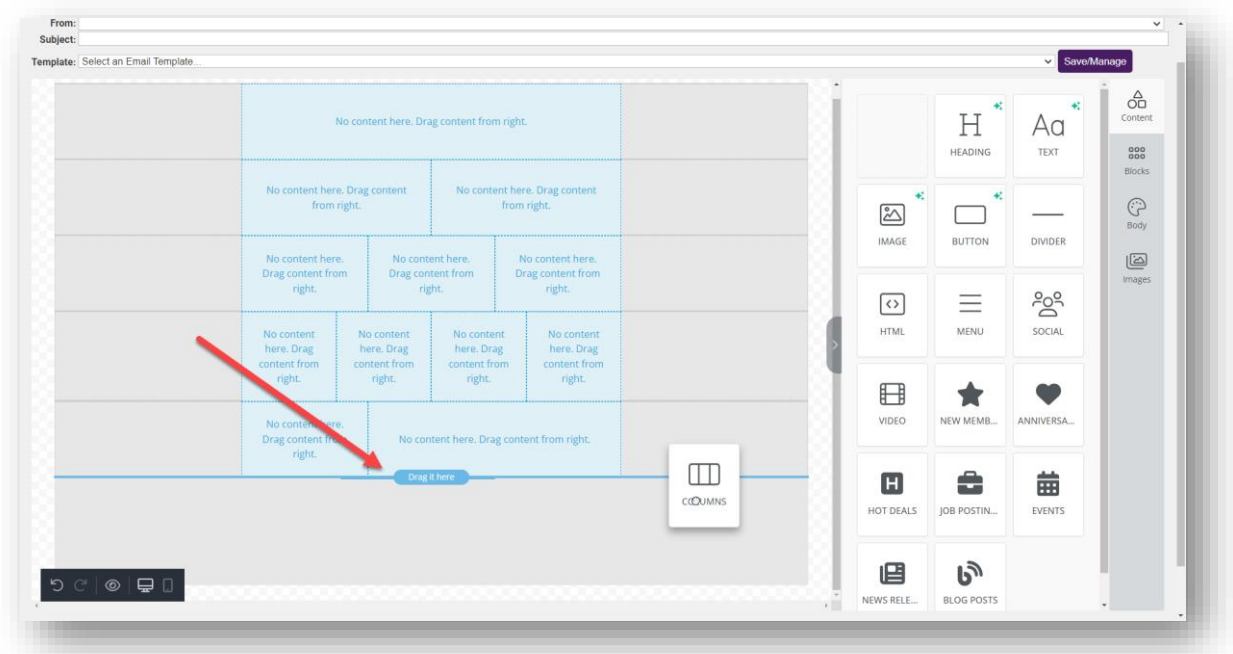 From:
Subject:
Template: Select an Email Template... Save/Manage
No content here. Drag content from right.
No content here. Drag content
from right.
No content here. Drag content
from right.
No content here.
Drag content from
right.
No content here.
Drag content from
right.
No content here.
Drag content from
right.
No content
here. Drag
content from
right.
No content
here. Drag
content from
right.
No content
here. Drag
content from
right.
No content
here. Drag
content from
right.
No content here.
Drag content from
right.
No content here. Drag content from right.
Drag it here
COLUMNS
HEADING
TEXT
IMAGE
BUTTON
DIVIDER
HTML
MENU
SOCIAL
VIDEO
NEW MEMB...
ANNIVERSA...
HOT DEALS
JOB POSTIN...
EVENTS
NEWS RELE...
BLOG POSTS
Content
Blocks
Body
Images